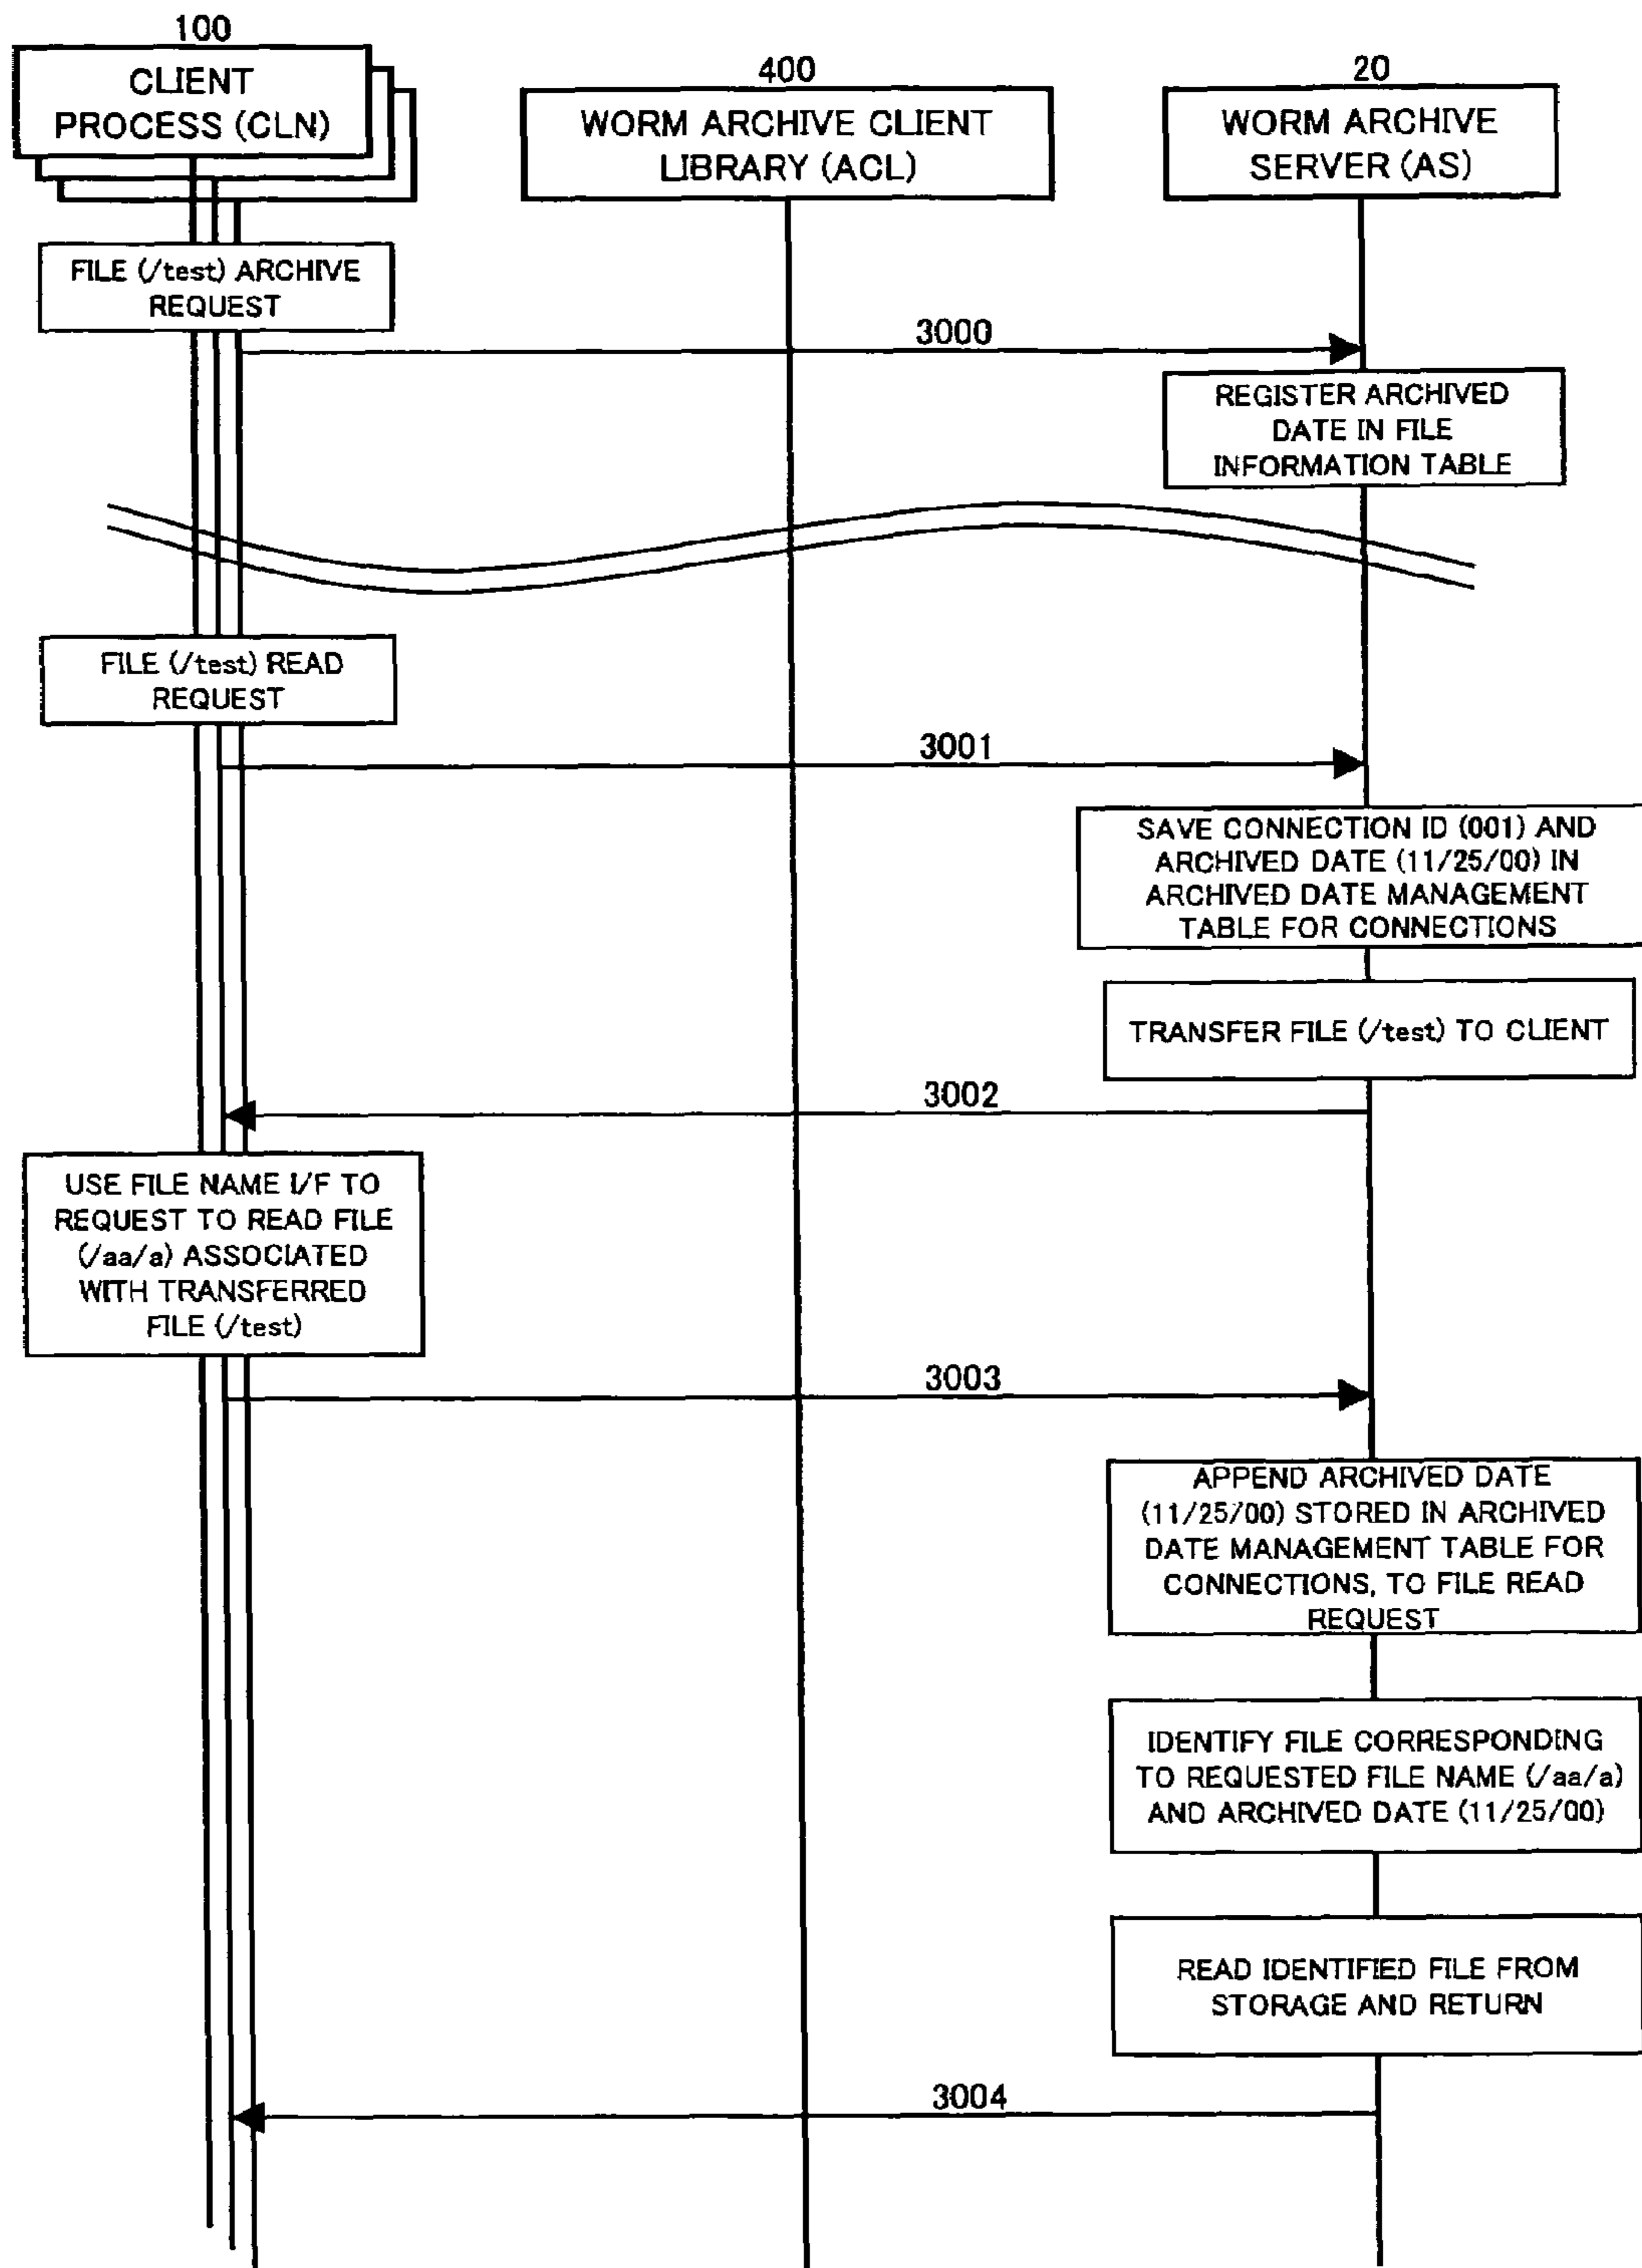 100
CLIENT
PROCESS (CLN)
400
WORM ARCHIVE CLIENT
LIBRARY (ACL)
20
WORM ARCHIVE
SERVER (AS)
FILE (/test) ARCHIVE
REQUEST
3000
REGISTER ARCHIVED
DATE IN FILE
INFORMATION TABLE
FILE (/test) READ
REQUEST
3001
SAVE CONNECTION ID (001) AND
ARCHIVED DATE (11/25/00) IN
ARCHIVED DATE MANAGEMENT
TABLE FOR CONNECTIONS
TRANSFER FILE (/test) TO CLIENT
3002
USE FILE NAME I/F TO
REQUEST TO READ FILE
(/aa/a) ASSOCIATED
WITH TRANSFERRED
FILE (/test)
3003
APPEND ARCHIVED DATE
(11/25/00) STORED IN ARCHIVED
DATE MANAGEMENT TABLE FOR
CONNECTIONS, TO FILE READ
REQUEST
IDENTIFY FILE CORRESPONDING
TO REQUESTED FILE NAME (/aa/a)
AND ARCHIVED DATE (11/25/00)
READ IDENTIFIED FILE FROM
STORAGE AND RETURN
3004